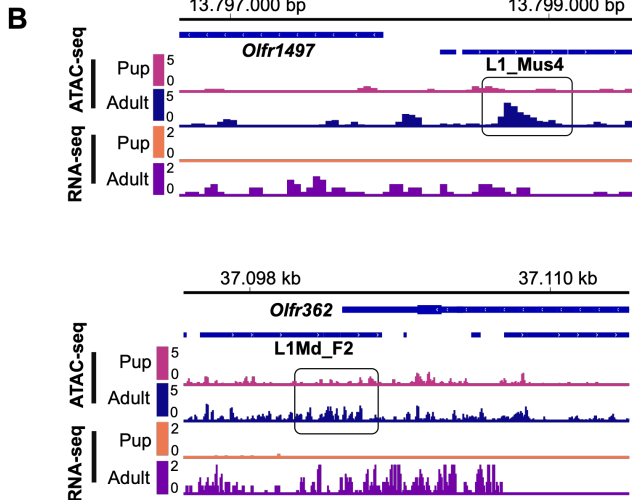 B
13.797.000 bp 13.799.000 bp
Olfr1497
L1_Mus4
ATAC-seq
Pup 5 0
Adult 5 0
RNA-seq
Pup 2 0
Adult 2 0
37.098 kb 37.110 kb
Olfr362
L1Md_F2
ATAC-seq
Pup 5 0
Adult 5 0
RNA-seq
Pup 2 0
Adult 2 0